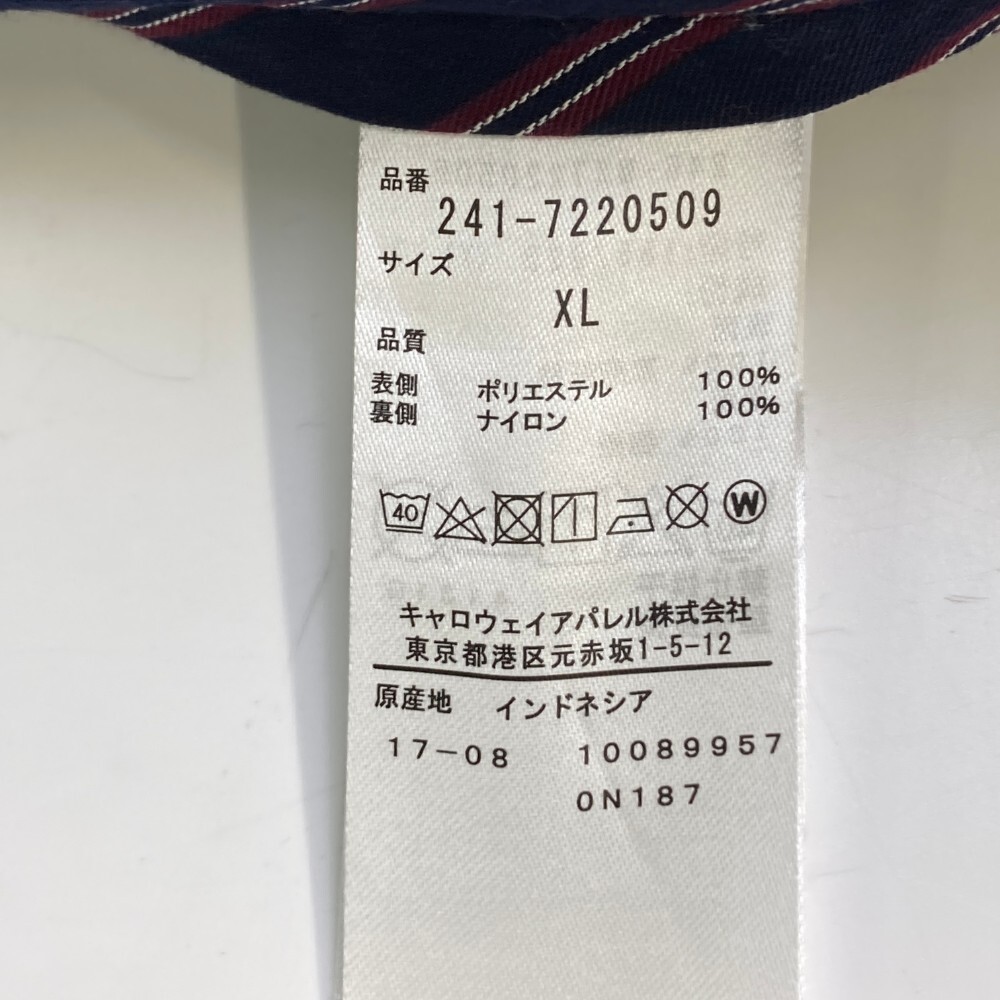 品番
241-7220509
サイズ
XL
品質
表側 ポリエステル 100%
裏側 ナイロン 100%
40 W
キャロウェイアパレル株式会社
東京都港区元赤坂1-5-12
原産地 インドネシア
17-08 10089957
0N187